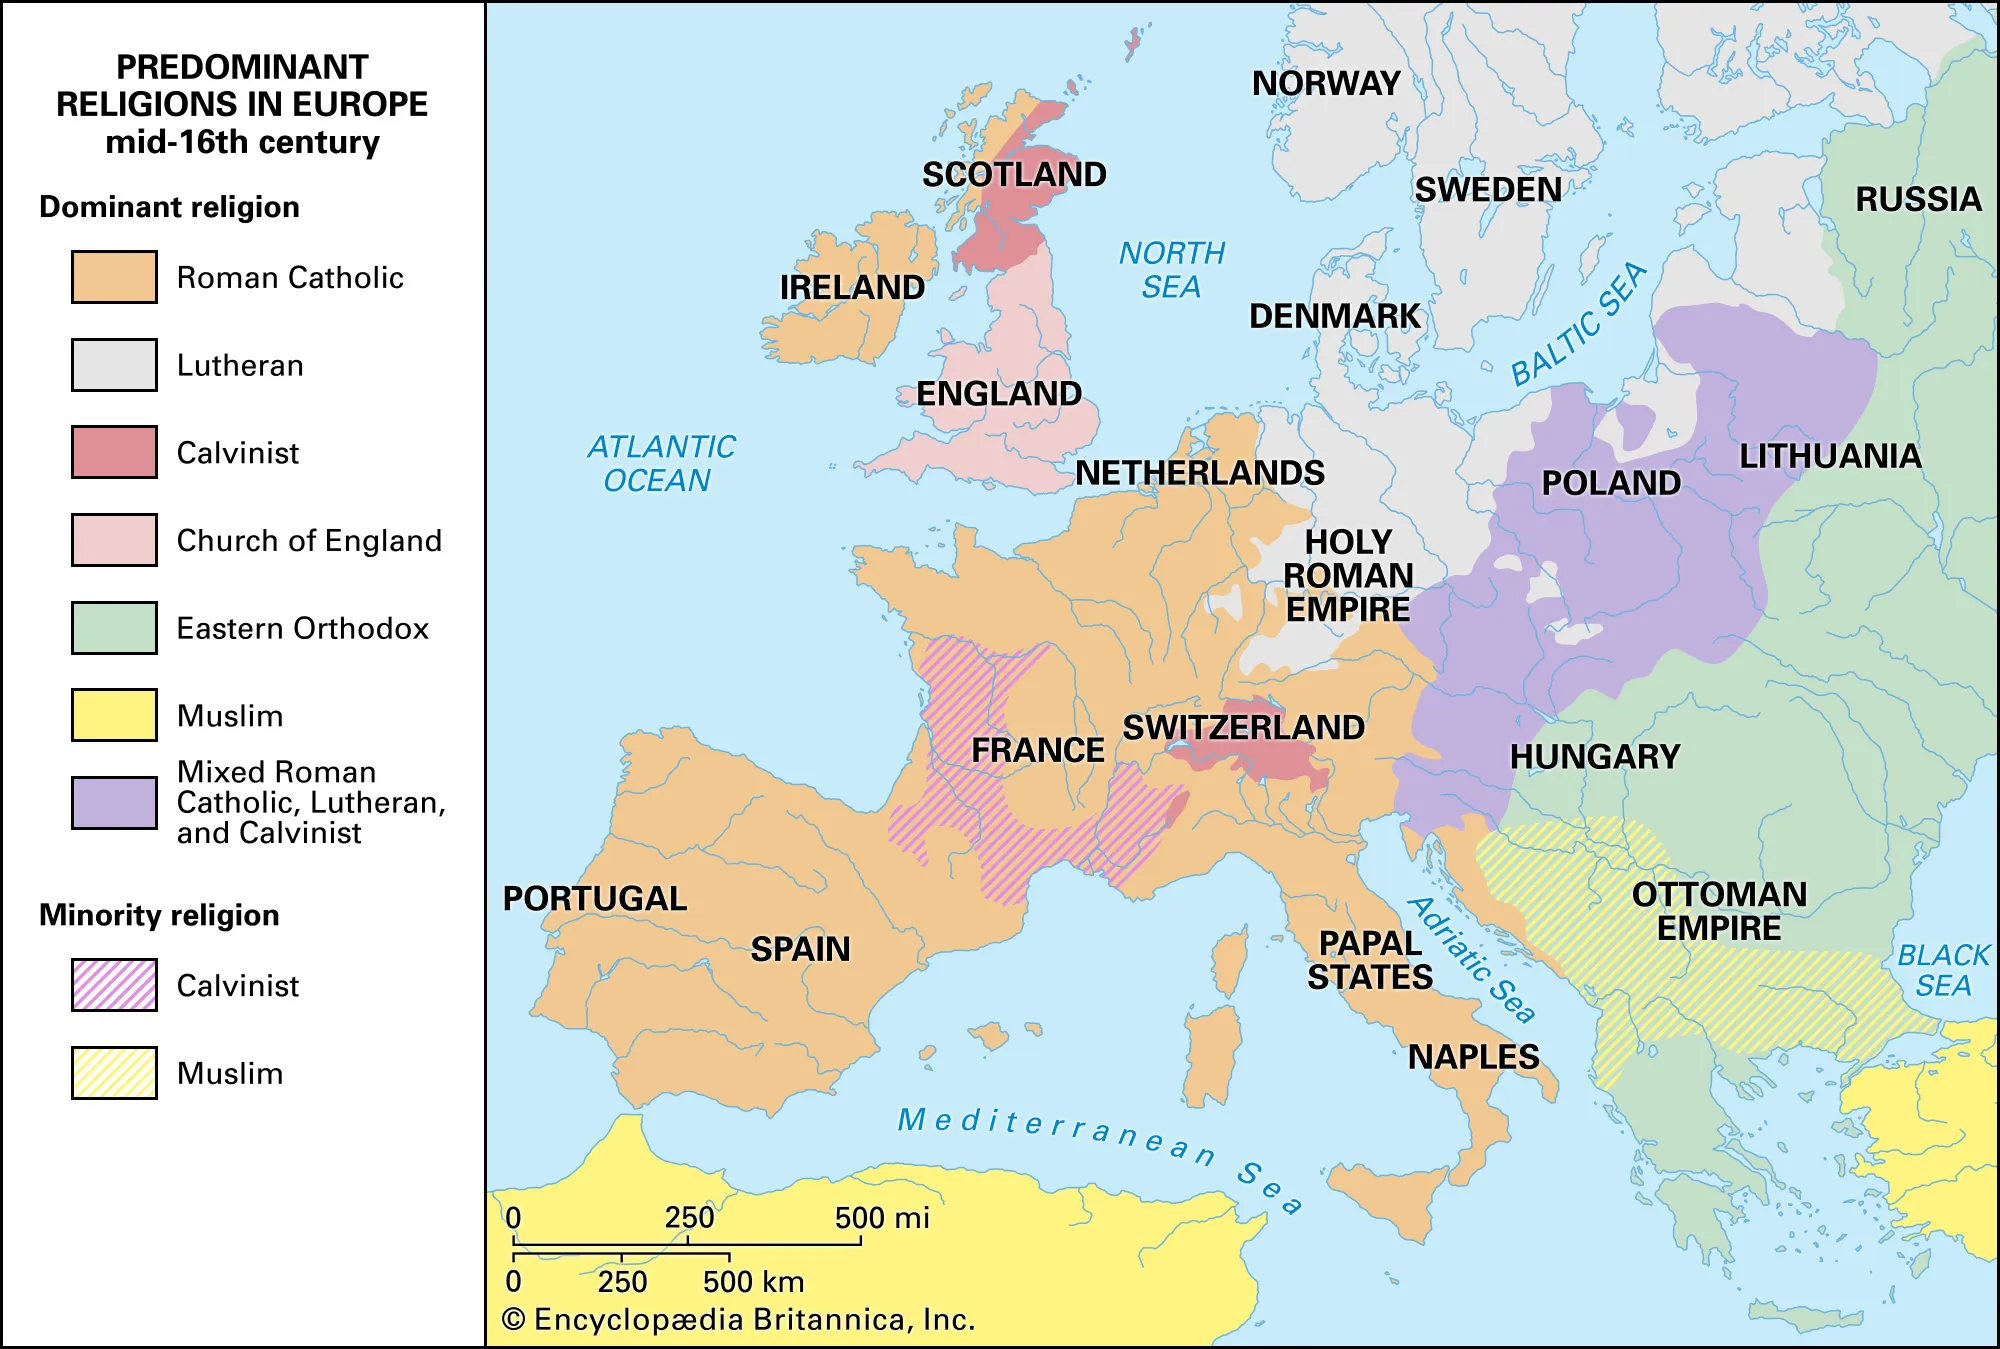 PREDOMINANT
RELIGIONS IN EUROPE
mid-16th century
Dominant religion
Roman Catholic
Lutheran
Calvinist
Church of England
Eastern Orthodox
Muslim
Mixed Roman
Catholic, Lutheran,
and Calvinist
Minority religion
Calvinist
Muslim
NORWAY
SCOTLAND
SWEDEN
RUSSIA
NORTH
SEA
IRELAND
DENMARK
BALTIC SEA
ENGLAND
ATLANTIC
OCEAN
NETHERLANDS
POLAND
LITHUANIA
HOLY
ROMAN
EMPIRE
SWITZERLAND
FRANCE
HUNGARY
PORTUGAL
SPAIN
OTTOMAN
EMPIRE
PAPAL
STATES
Adriatic Sea
BLACK
SEA
NAPLES
Mediterranean Sea
0 250 500 mi
0 250 500 km
© Encyclopædia Britannica, Inc.